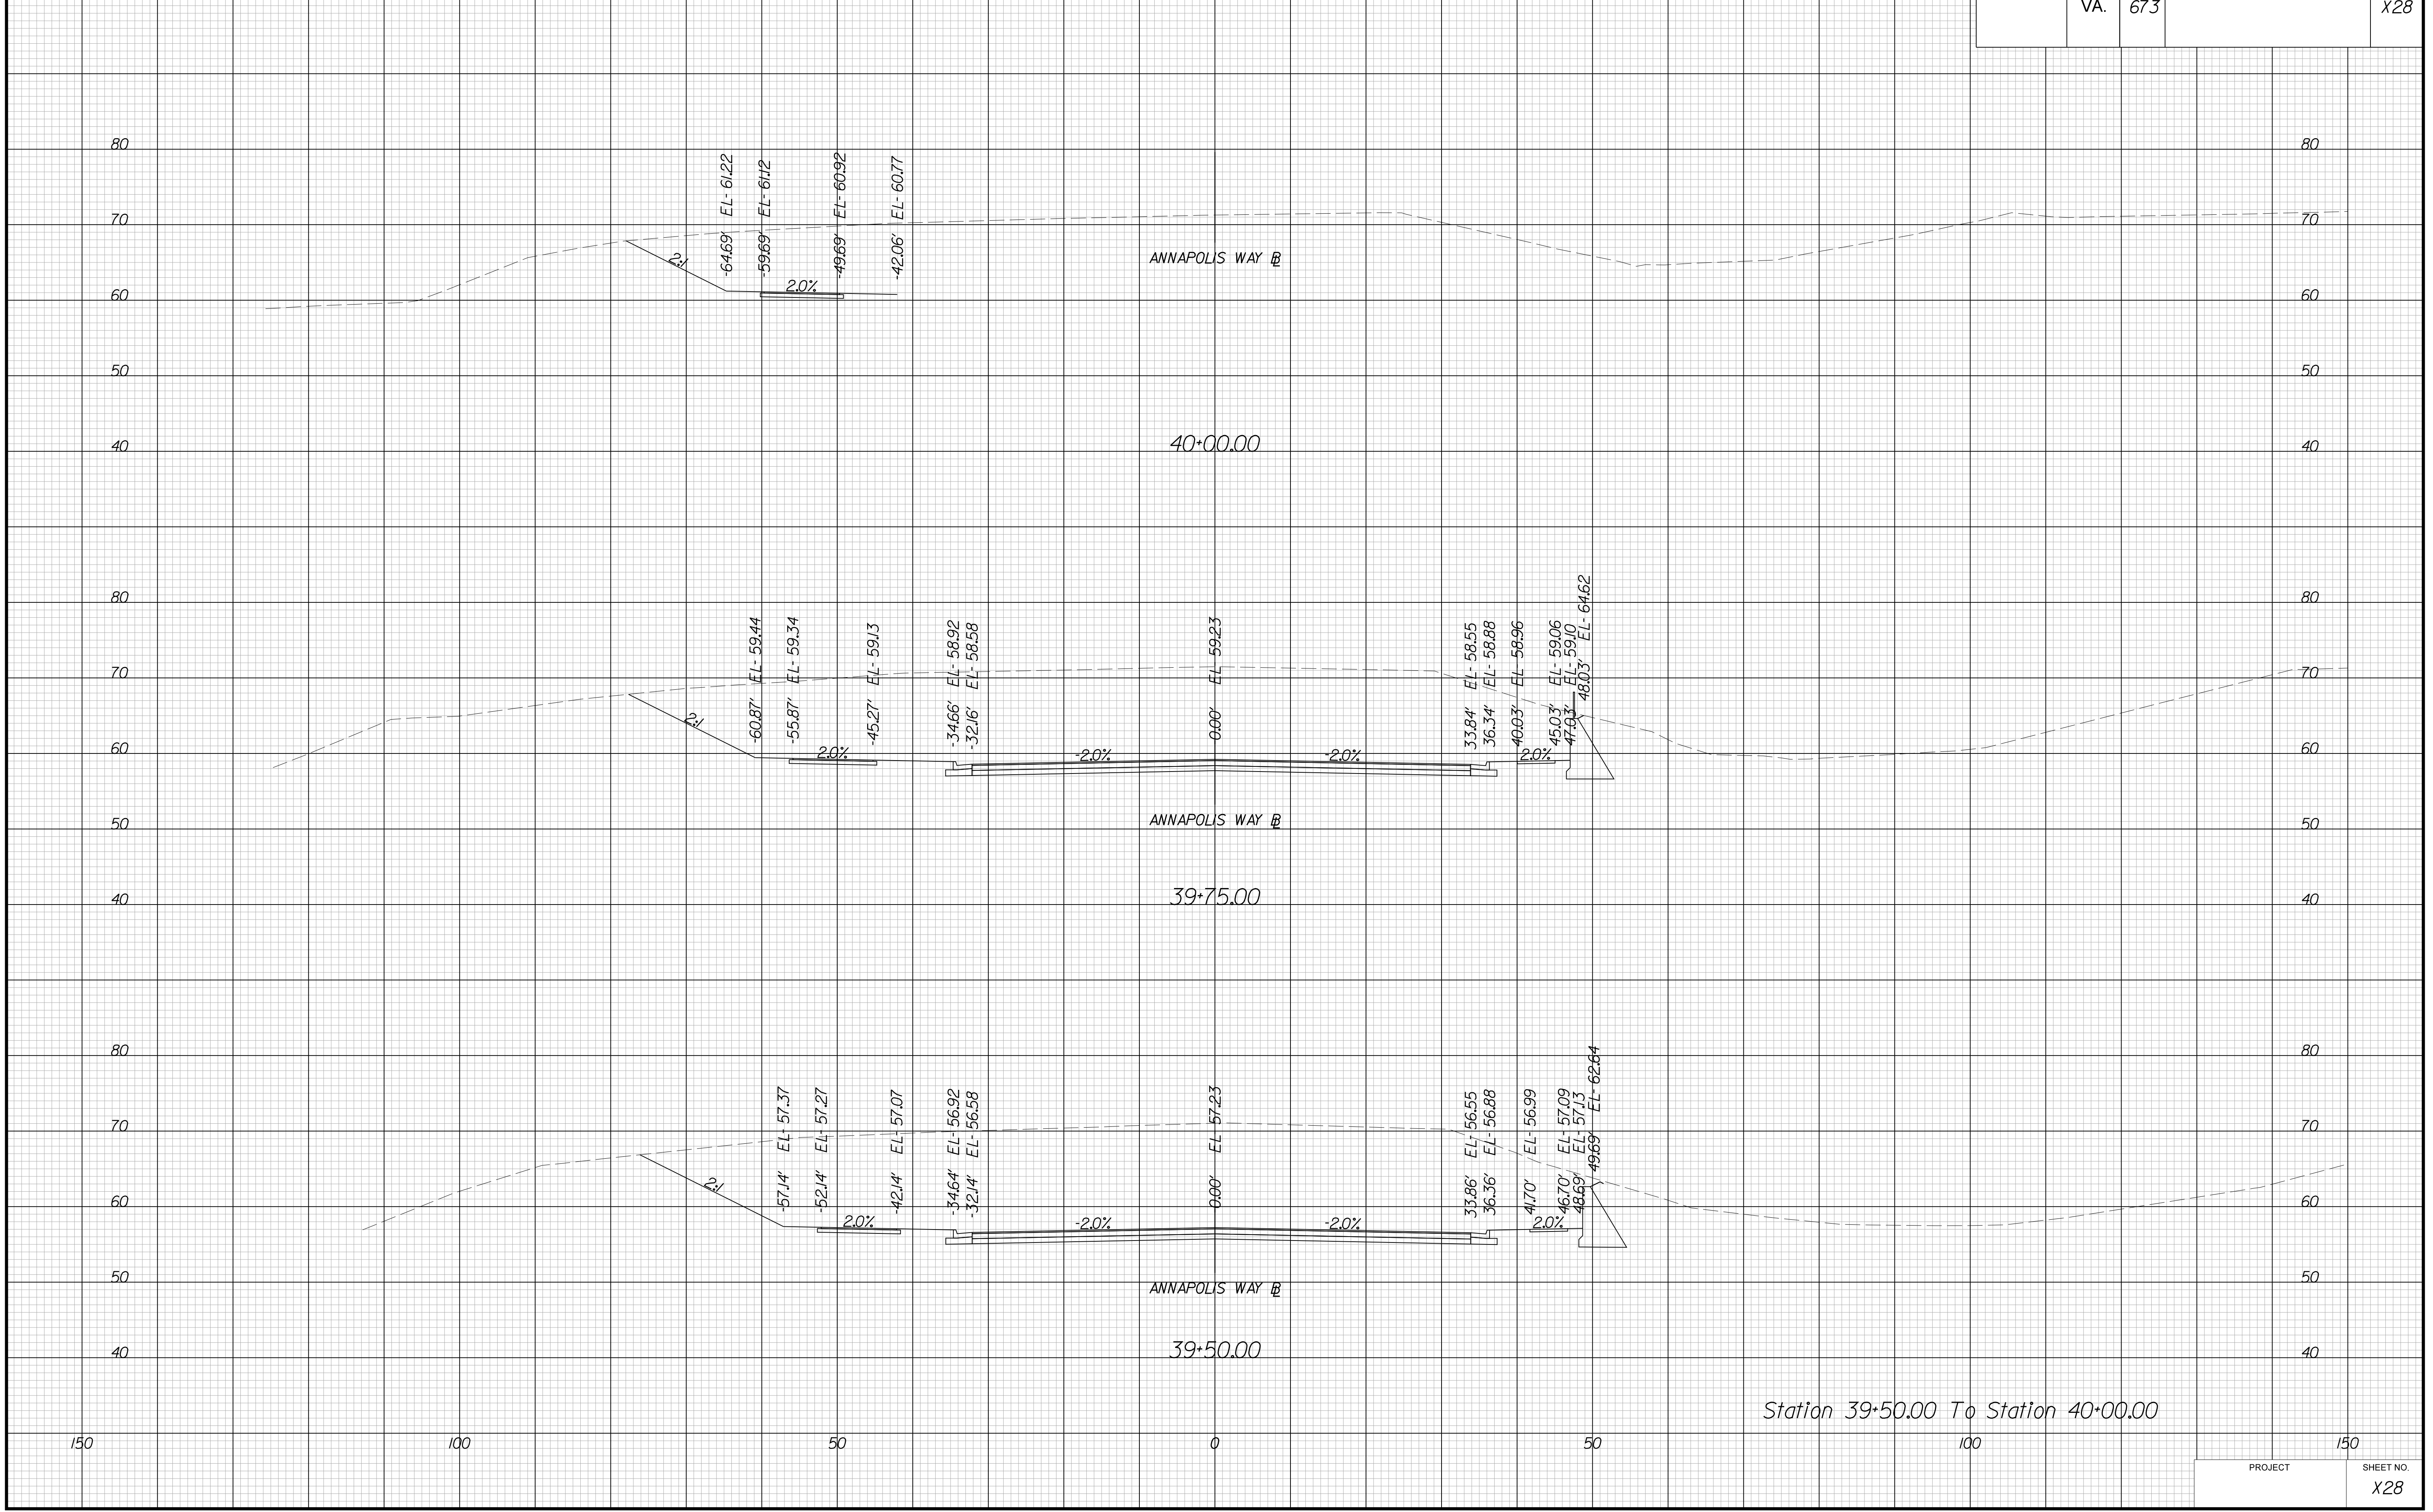 VA. 673 X28
80 80
-64.69' EL- 61.22
-59.69' EL- 61.12
-49.69' EL- 60.92
-42.06' EL- 60.77
70 70
ANNAPOLIS WAY BL
2:1
2.0%
60 60
50 50
40+00.00
40 40
80 80
-60.87' EL- 59.44
-55.87' EL- 59.34
-45.27' EL- 59.13
-34.66' EL- 58.92
-32.16' EL- 58.58
0.00' EL- 59.23
33.84' EL- 58.55
36.34' EL- 58.88
40.03' EL- 58.96
45.03' EL- 59.06
47.03' EL- 59.10
48.03' EL- 64.62
70 70
2:1
2.0% -2.0% -2.0% 2.0%
60 60
ANNAPOLIS WAY BL
50 50
39+75.00
40 40
80 80
-57.14' EL- 57.37
-52.14' EL- 57.27
-42.14' EL- 57.07
-34.64' EL- 56.92
-32.14' EL- 56.58
0.00' EL- 57.23
33.86' EL- 56.55
36.36' EL- 56.88
41.70' EL- 56.99
46.70' EL- 57.09
48.69' EL- 57.13
49.69' EL- 62.64
70 70
2:1
60 60
2.0% -2.0% -2.0% 2.0%
50 50
ANNAPOLIS WAY BL
39+50.00
40 40
Station 39+50.00 To Station 40+00.00
150 100 50 0 50 100 150
PROJECT SHEET NO.
X28